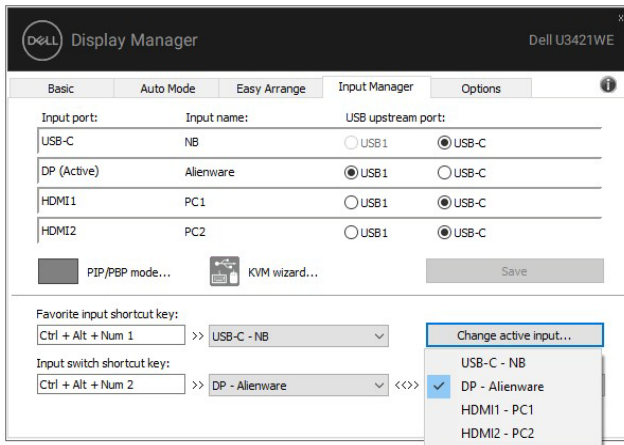 DELL Display Manager Dell U3421WE
x
Basic Auto Mode Easy Arrange Input Manager Options i
Input port: Input name: USB upstream port:
USB-C NB USB1 USB-C
DP (Active) Alienware USB1 USB-C
HDMI1 PC1 USB1 USB-C
HDMI2 PC2 USB1 USB-C
PIP/PBP mode... KVM wizard... Save
Favorite input shortcut key:
Ctrl + Alt + Num 1 >> USB-C - NB Change active input...
Input switch shortcut key: USB-C - NB
Ctrl + Alt + Num 2 >> DP - Alienware <<>> DP - Alienware
HDMI1 - PC1
HDMI2 - PC2